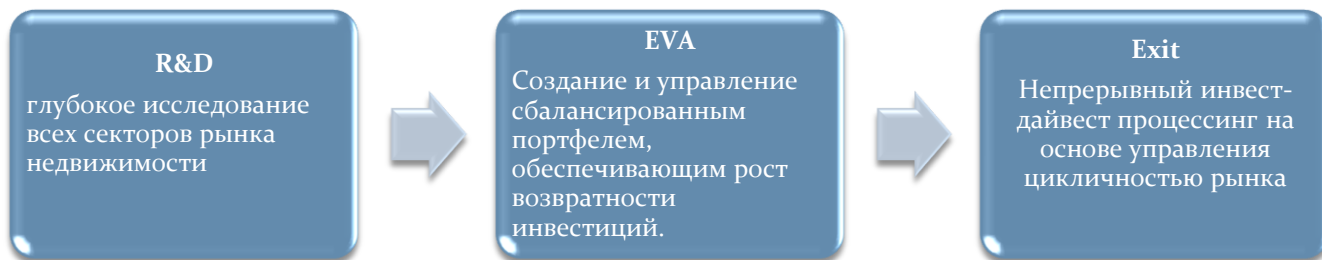 R&D
глубокое исследование
всех секторов рынка
недвижимости
EVA
Создание и управление
сбалансированным
портфелем,
обеспечивающим рост
возвратности
инвестиций.
Exit
Непрерывный инвест-
дайвест процессинг на
основе управления
цикличностью рынка